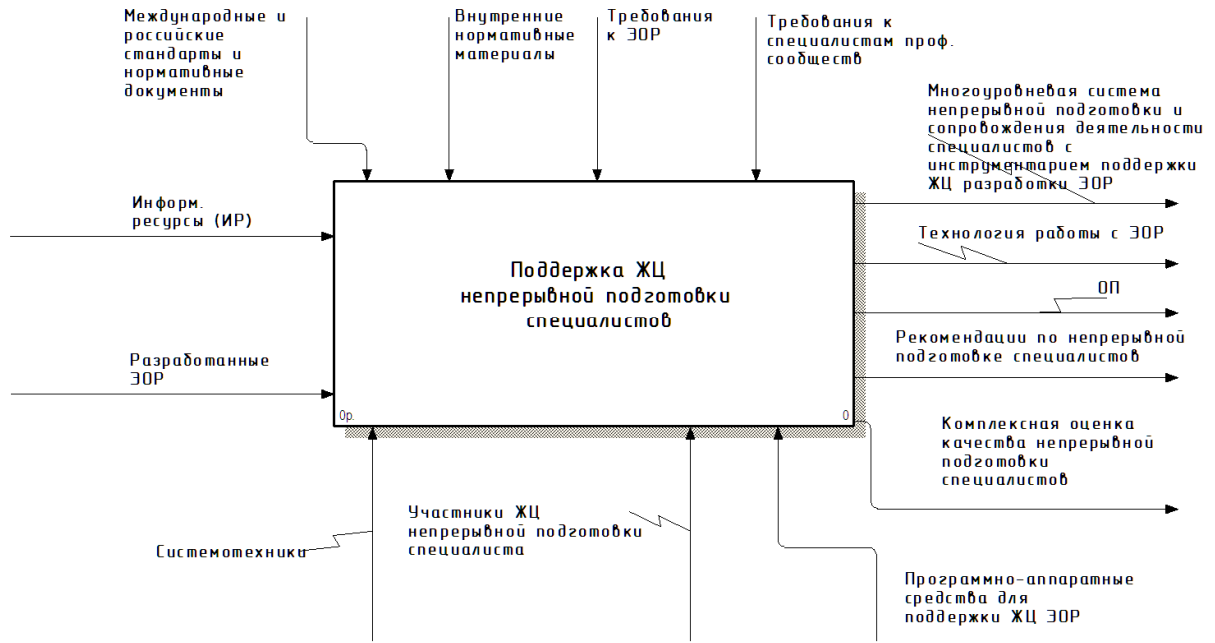 Международные и
российские
стандарты и
нормативные
документы
Внутренние
нормативные
материалы
Требования
к ЭОР
Требования к
специалистам проф.
сообществ
Многоуровневая система
непрерывной подготовки и
сопровождения деятельности
специалистов с
инструментарием поддержки
ЖЦ разработки ЭОР
Информ.
ресурсы (ИР)
Технология работы с ЭОР
Поддержка ЖЦ
непрерывной подготовки
специалистов
ОП
Рекомендации по непрерывной
подготовке специалистов
Разработанные
ЭОР
0р.
0
Комплексная оценка
качества непрерывной
подготовки
специалистов
Участники ЖЦ
непрерывной подготовки
специалиста
Системотехники
Программно-аппаратные
средства для
поддержки ЖЦ ЭОР